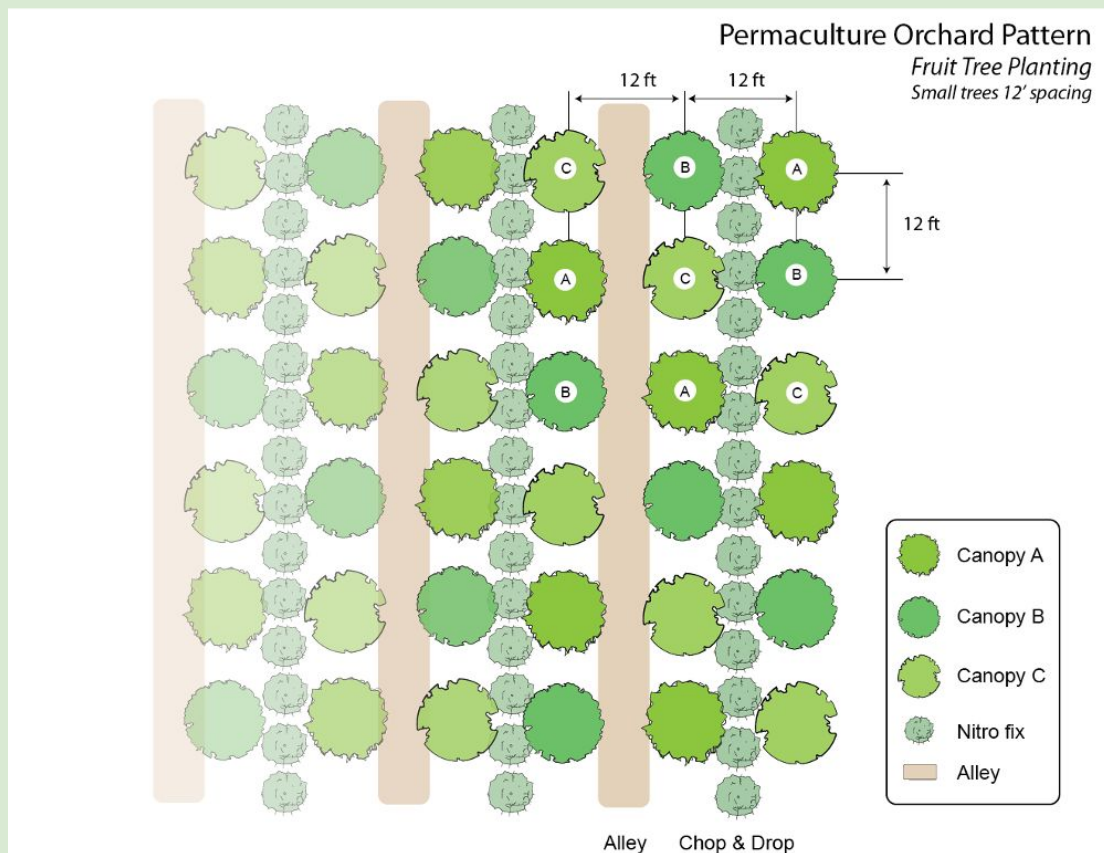 Permaculture Orchard Pattern
Fruit Tree Planting
Small trees 12' spacing
12 ft
12 ft
C
B
A
12 ft
A
C
B
B
A
C
Canopy A
Canopy B
Canopy C
Nitro fix
Alley
Alley
Chop & Drop